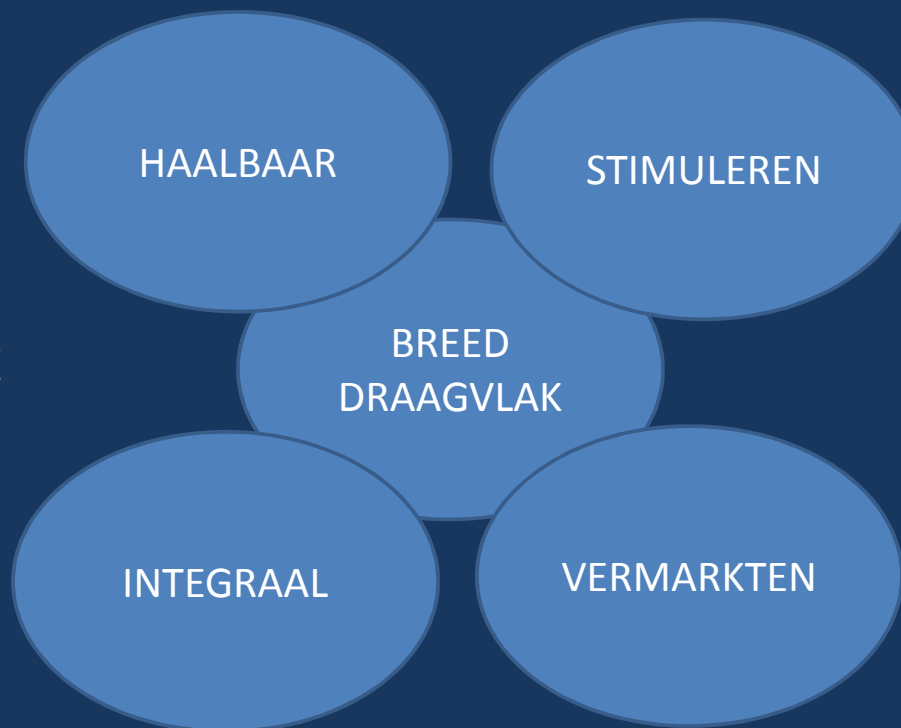 HAALBAAR
STIMULEREN
BREED
DRAAGVLAK
INTEGRAAL
VERMARKTEN